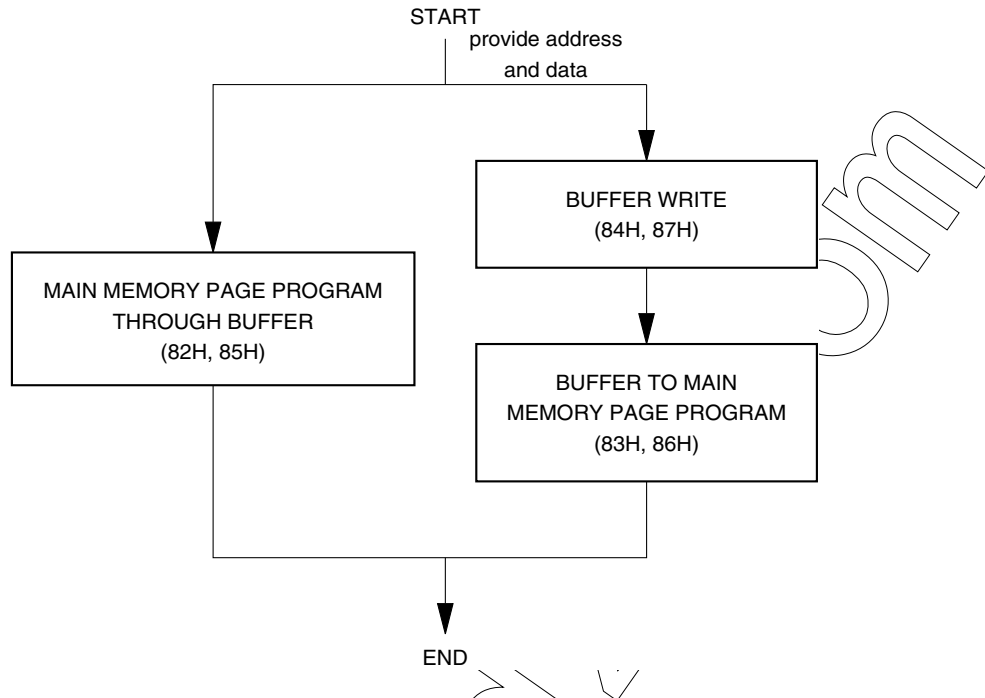 START
provide address
and data
BUFFER WRITE
(84H, 87H)
MAIN MEMORY PAGE PROGRAM
THROUGH BUFFER
(82H, 85H)
BUFFER TO MAIN
MEMORY PAGE PROGRAM
(83H, 86H)
END